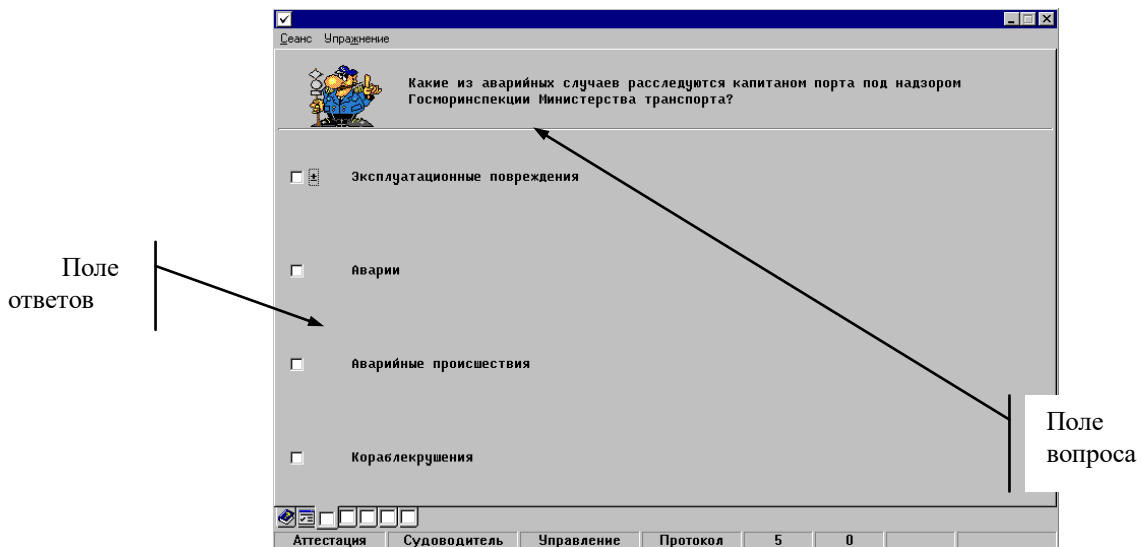 Сеанс Упражнение
Какие из аварийных случаев расследуются капитаном порта под надзором
Госморинспекции Министерства транспорта?
Эксплуатационные повреждения
Поле
ответов
Аварии
Аварийные происшествия
Поле
вопроса
Кораблекрушения
Аттестация Судоводитель Управление Протокол 5 0